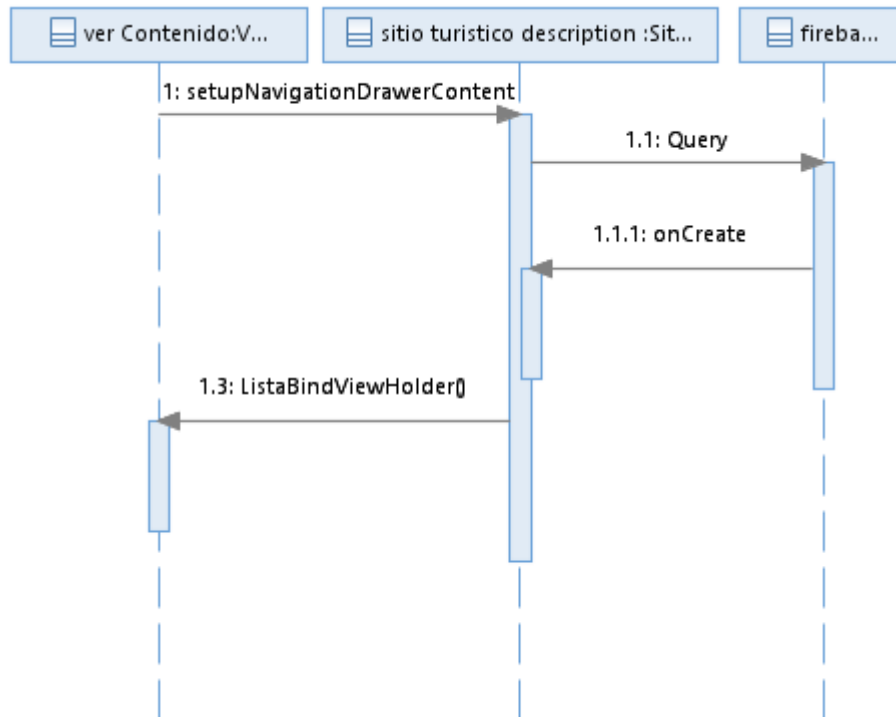 ver Contenido:V...
sitio turistico description :Sit...
fireba...
1: setupNavigationDrawerContent
1.1: Query
1.1.1: onCreate
1.3: ListaBindViewHolder()